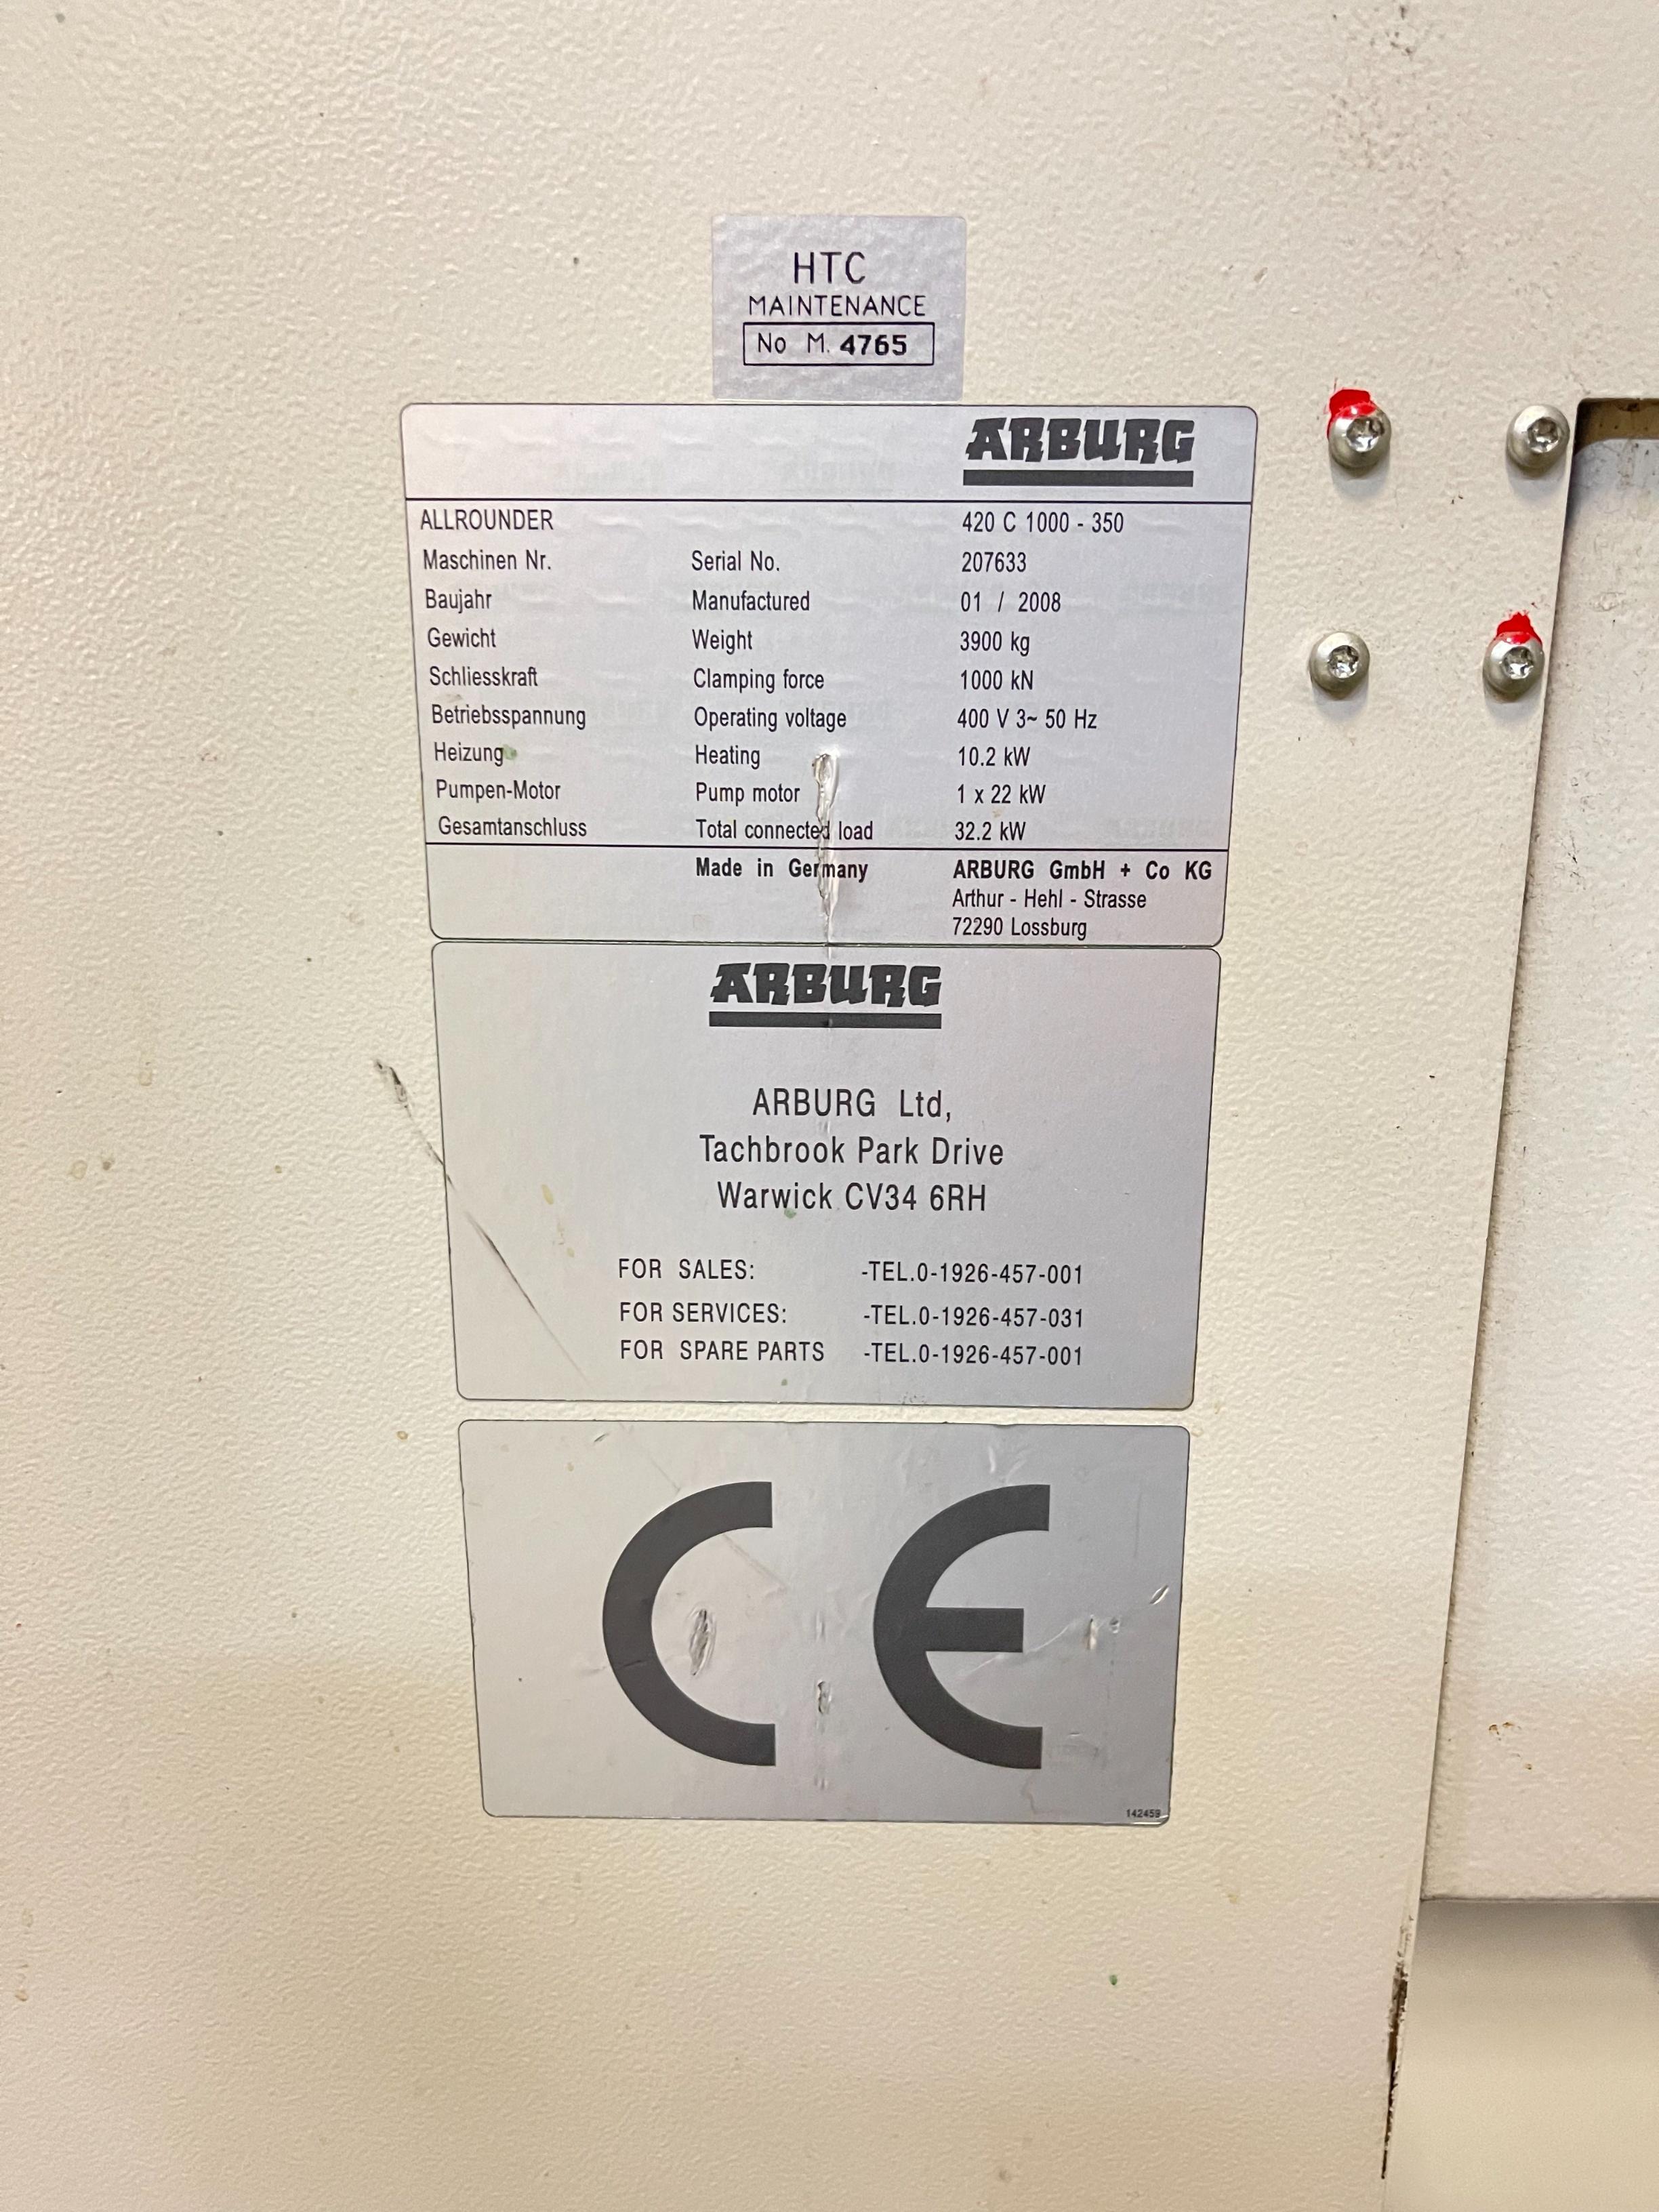 HTC
MAINTENANCE
No M. 4765
ARBURG
ALLROUNDER 420 C 1000 - 350
Maschinen Nr. Serial No. 207633
Baujahr Manufactured 01 / 2008
Gewicht Weight 3900 kg
Schliesskraft Clamping force 1000 kN
Betriebsspannung Operating voltage 400 V 3~ 50 Hz
Heizung Heating 10.2 kW
Pumpen-Motor Pump motor 1 x 22 kW
Gesamtanschluss Total connected load 32.2 kW
Made in Germany ARBURG GmbH + Co KG
Arthur - Hehl - Strasse
72290 Lossburg
ARBURG
ARBURG Ltd,
Tachbrook Park Drive
Warwick CV34 6RH
FOR SALES: -TEL.0-1926-457-001
FOR SERVICES: -TEL.0-1926-457-031
FOR SPARE PARTS -TEL.0-1926-457-001
CE
142459